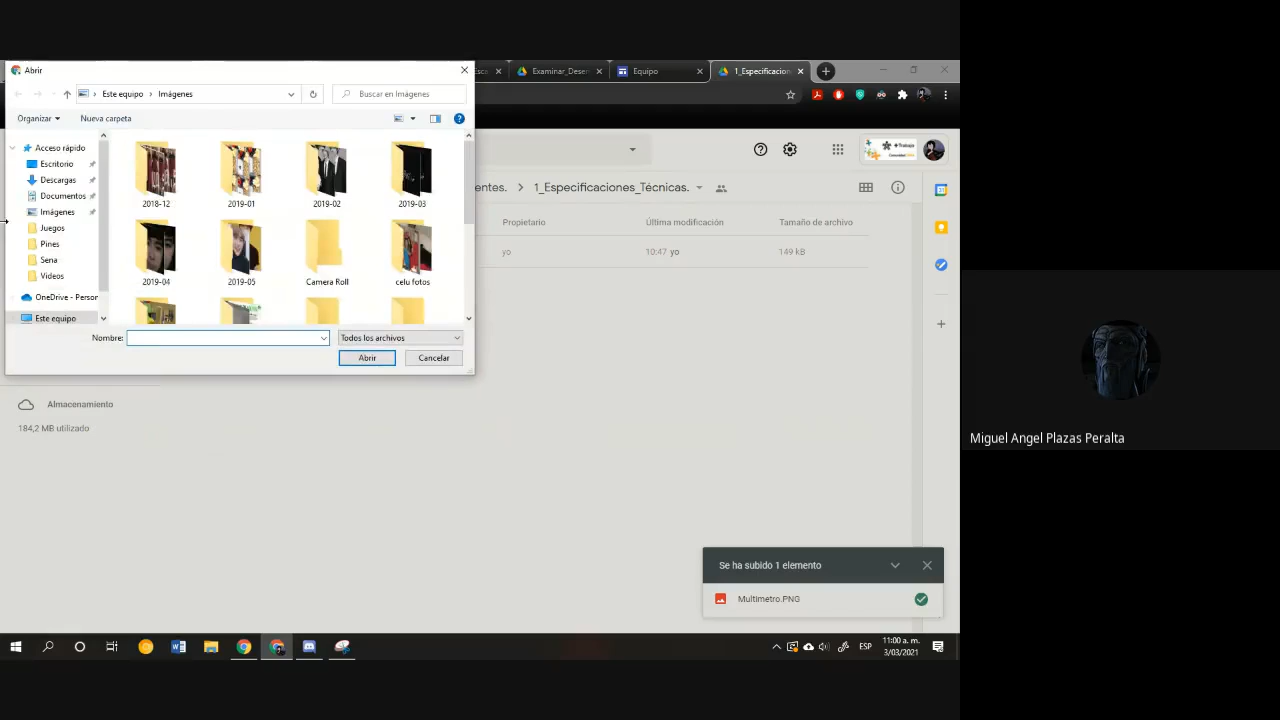 Abrir
Esca
Examinar_Desem
Equipo
1_Especificacion
Este equipo
Imágenes
Buscar en Imágenes
Organizar
Nueva carpeta
Acceso rápido
Escritorio
Descargas
Documentos
Imágenes
Juegos
Pines
Sena
Videos
OneDrive - Person
Este equipo
2018-12
2019-01
2019-02
2019-03
2019-04
2019-05
Camera Roll
celu fotos
Nombre:
Todos los archivos
Abrir
Cancelar
+Trabajo
entes.
1_Especificaciones_Técnicas.
Propietario
Última modificación
Tamaño de archivo
yo
10:47 yo
149 kB
Almacenamiento
184,2 MB utilizado
Miguel Angel Plazas Peralta
Se ha subido 1 elemento
Multimetro.PNG
ESP
11:00 a. m.
3/03/2021